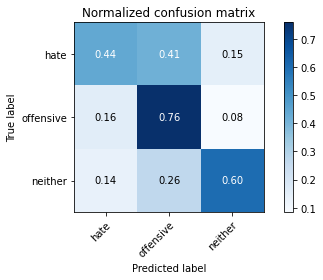 Normalized confusion matrix
True label
hate
offensive
neither
0.44 0.41 0.15
0.16 0.76 0.08
0.14 0.26 0.60
hate
offensive
neither
Predicted label
0.7
0.6
0.5
0.4
0.3
0.2
0.1